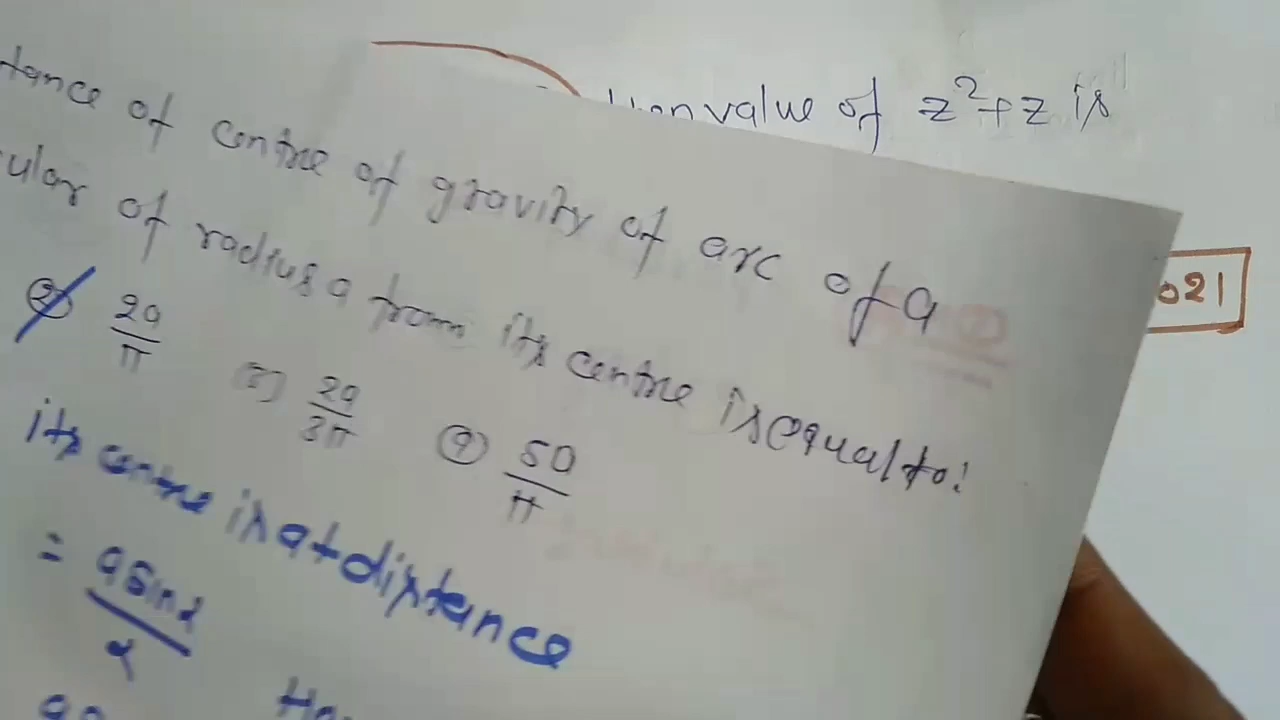 value of z²+z is
tance of centre of gravity of arc of a
ular of radius a from its centre is equal to:
② 2a/π 3) 2a/3π ④ 5a/π
its centre is at distance
= a sin α/α
021